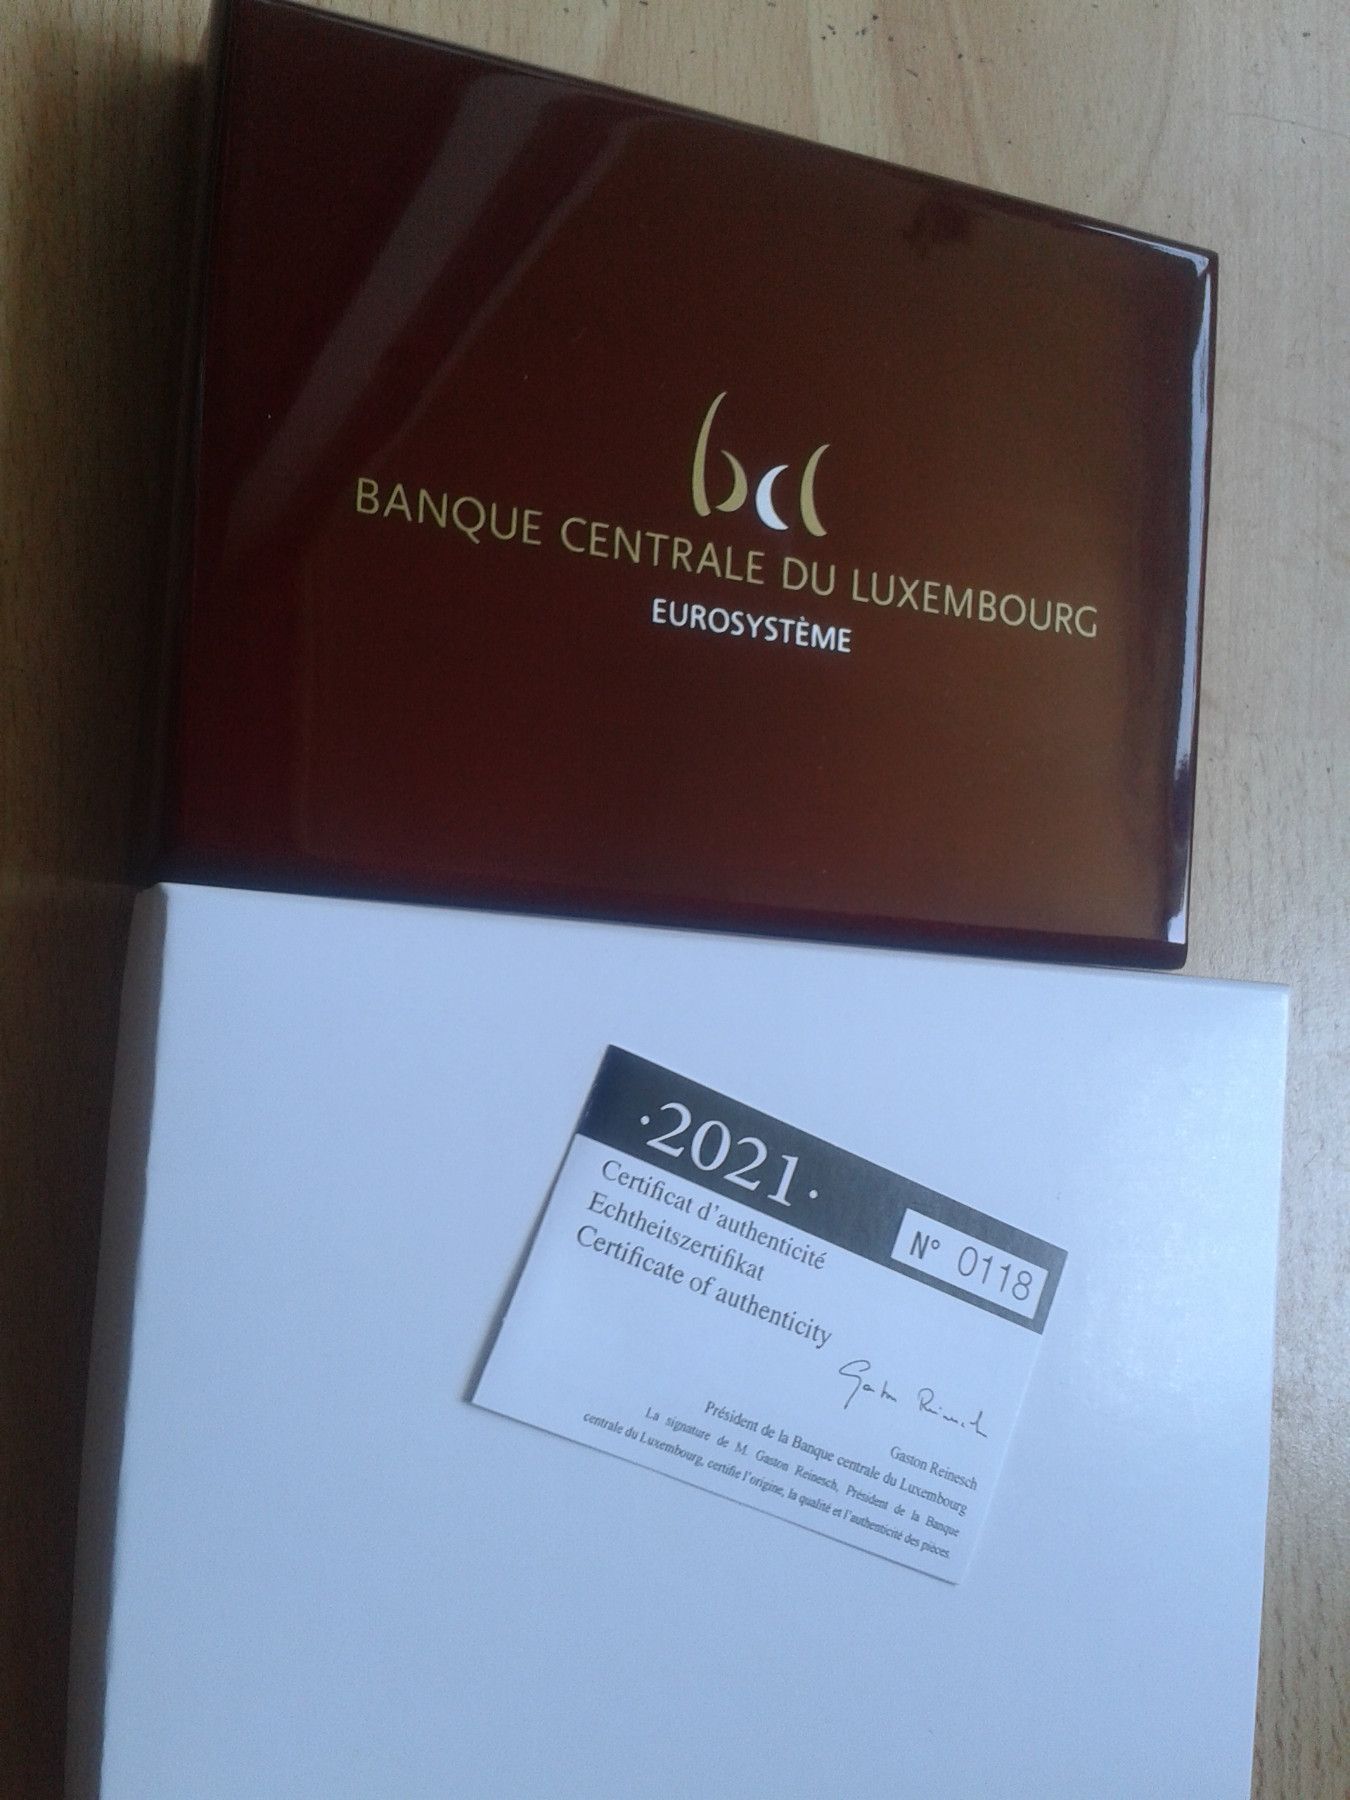 bcl
BANQUE CENTRALE DU LUXEMBOURG
EUROSYSTÈME
·2021·
N° 0118
Certificat d'authenticité
Echtheitszertifikat
Certificate of authenticity
Gaston Reinesch
Gaston Reinesch
Président de la Banque centrale du Luxembourg
La signature de M. Gaston Reinesch, Président de la Banque
centrale du Luxembourg, certifie l'origine, la qualité et l'authenticité des pièces.